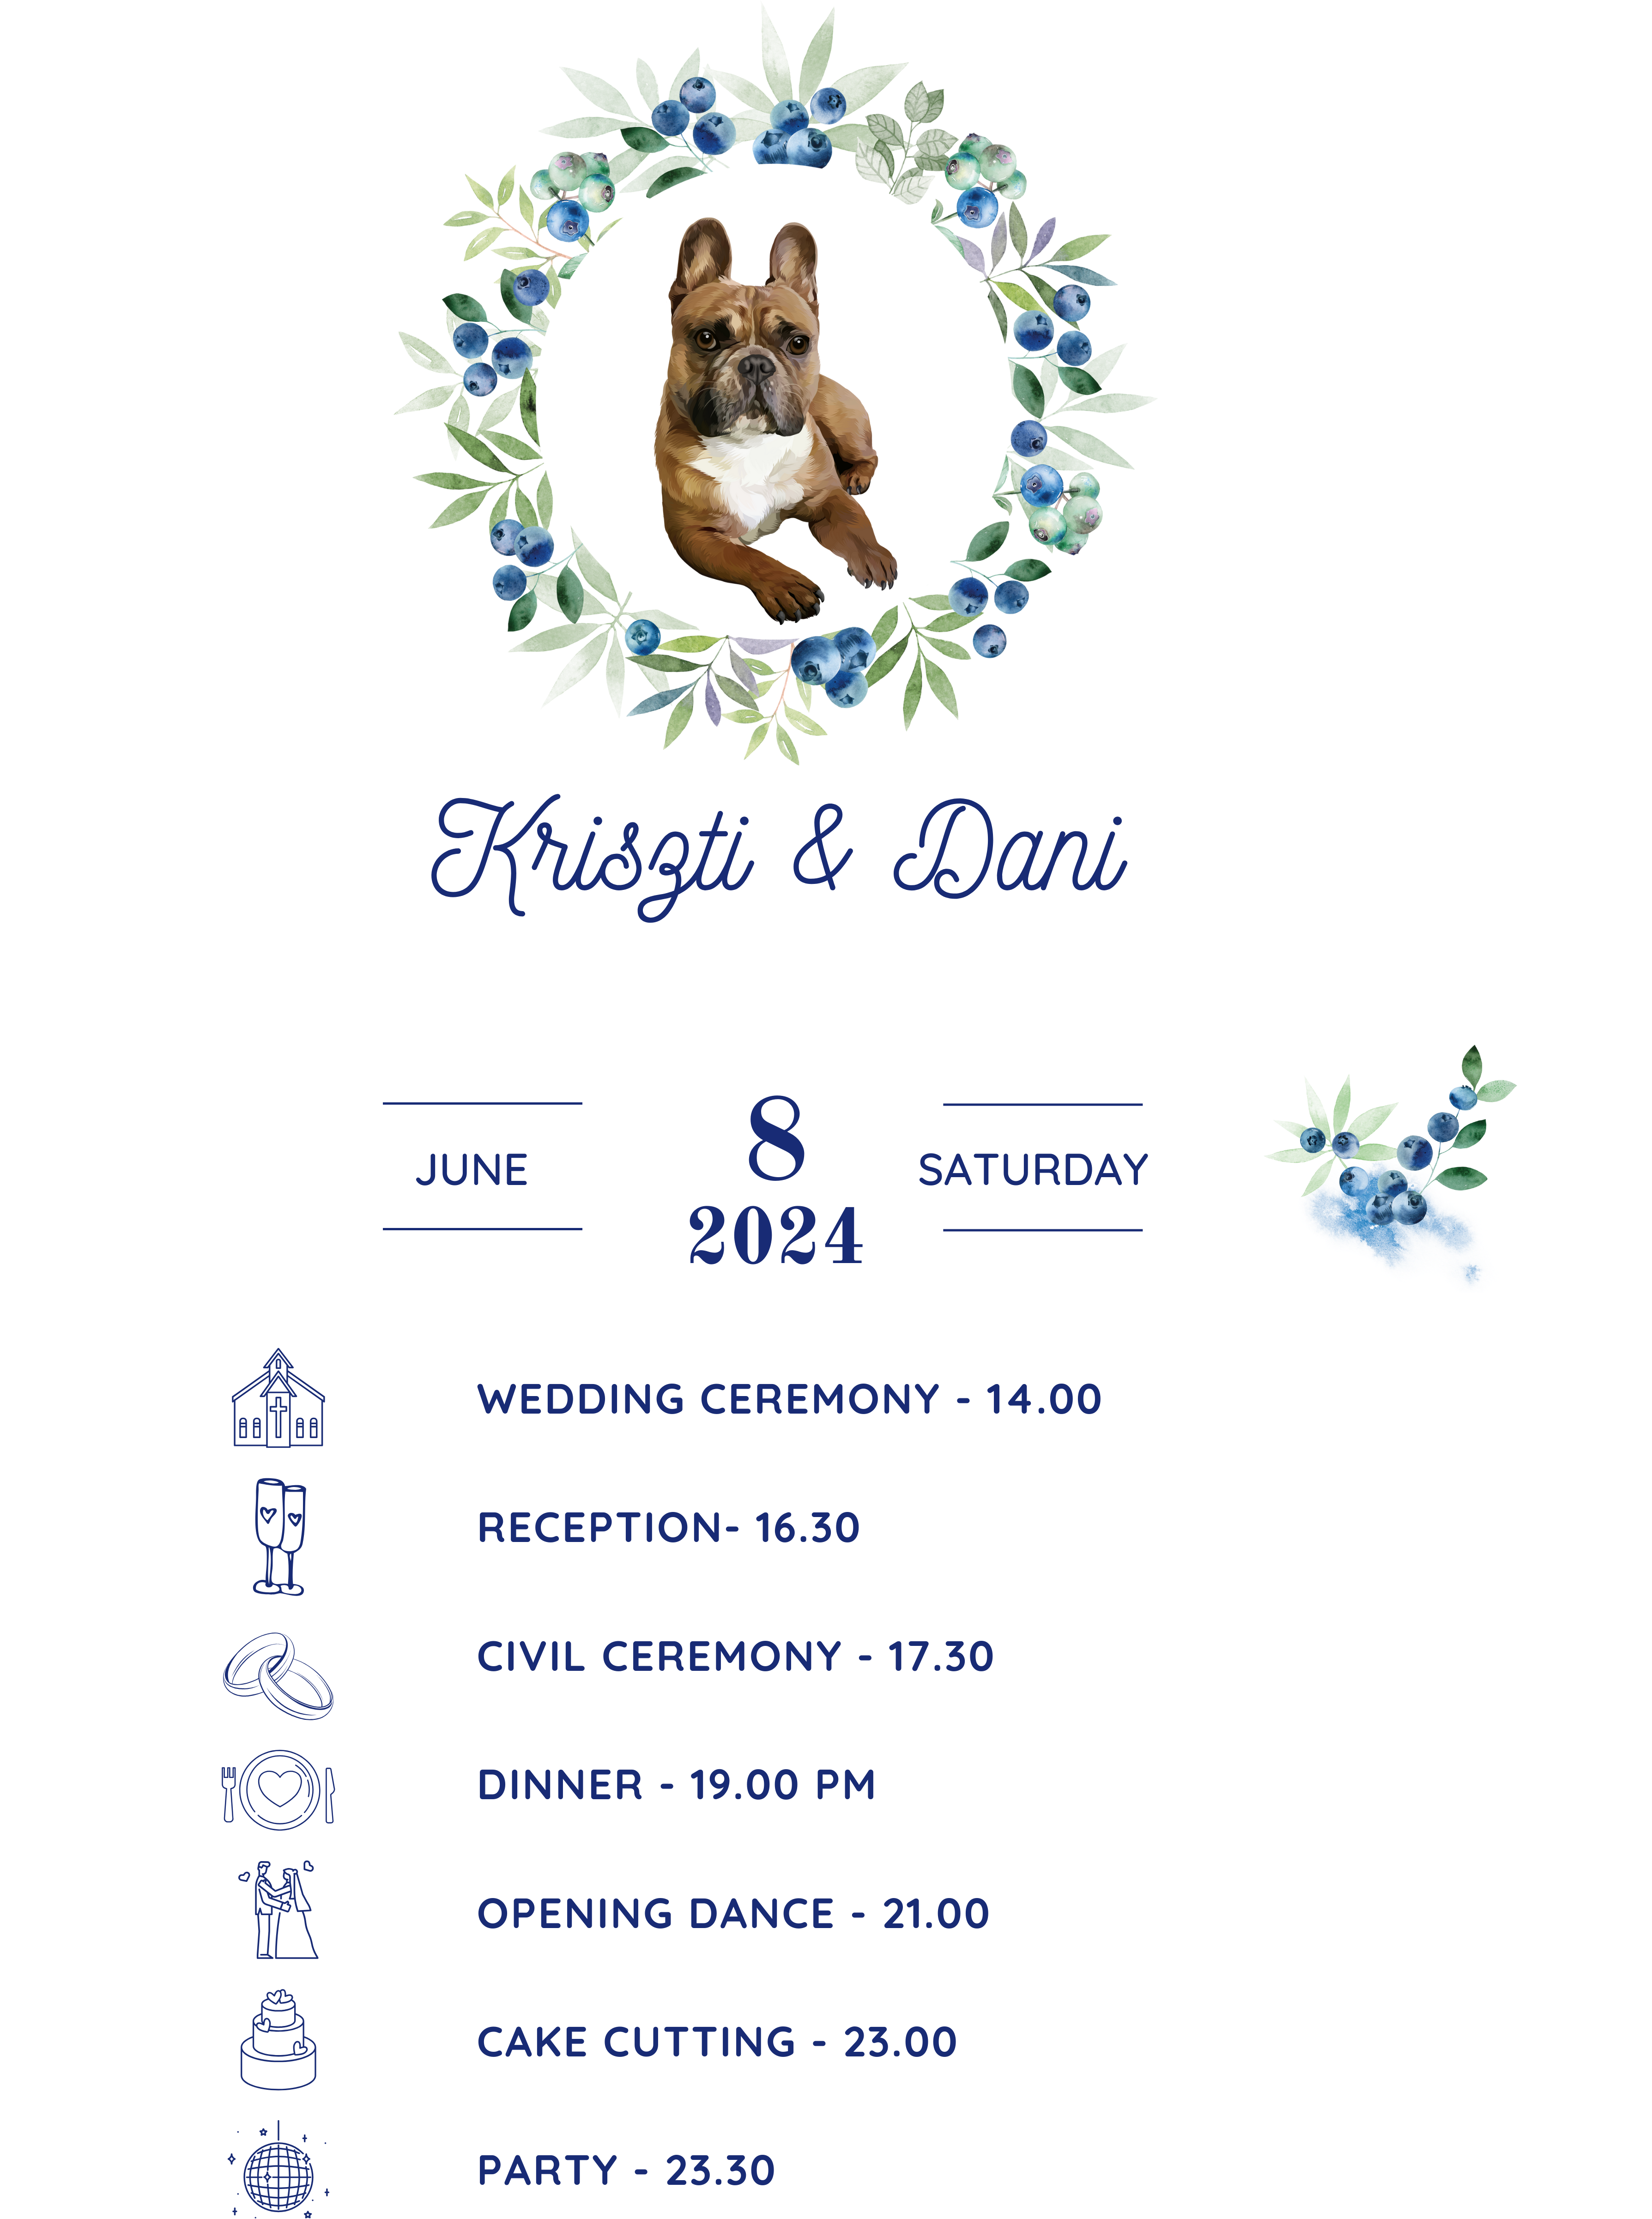 Kriszti & Dani
JUNE
8
2024
SATURDAY
WEDDING CEREMONY - 14.00
RECEPTION- 16.30
CIVIL CEREMONY - 17.30
DINNER - 19.00 PM
OPENING DANCE - 21.00
CAKE CUTTING - 23.00
PARTY - 23.30